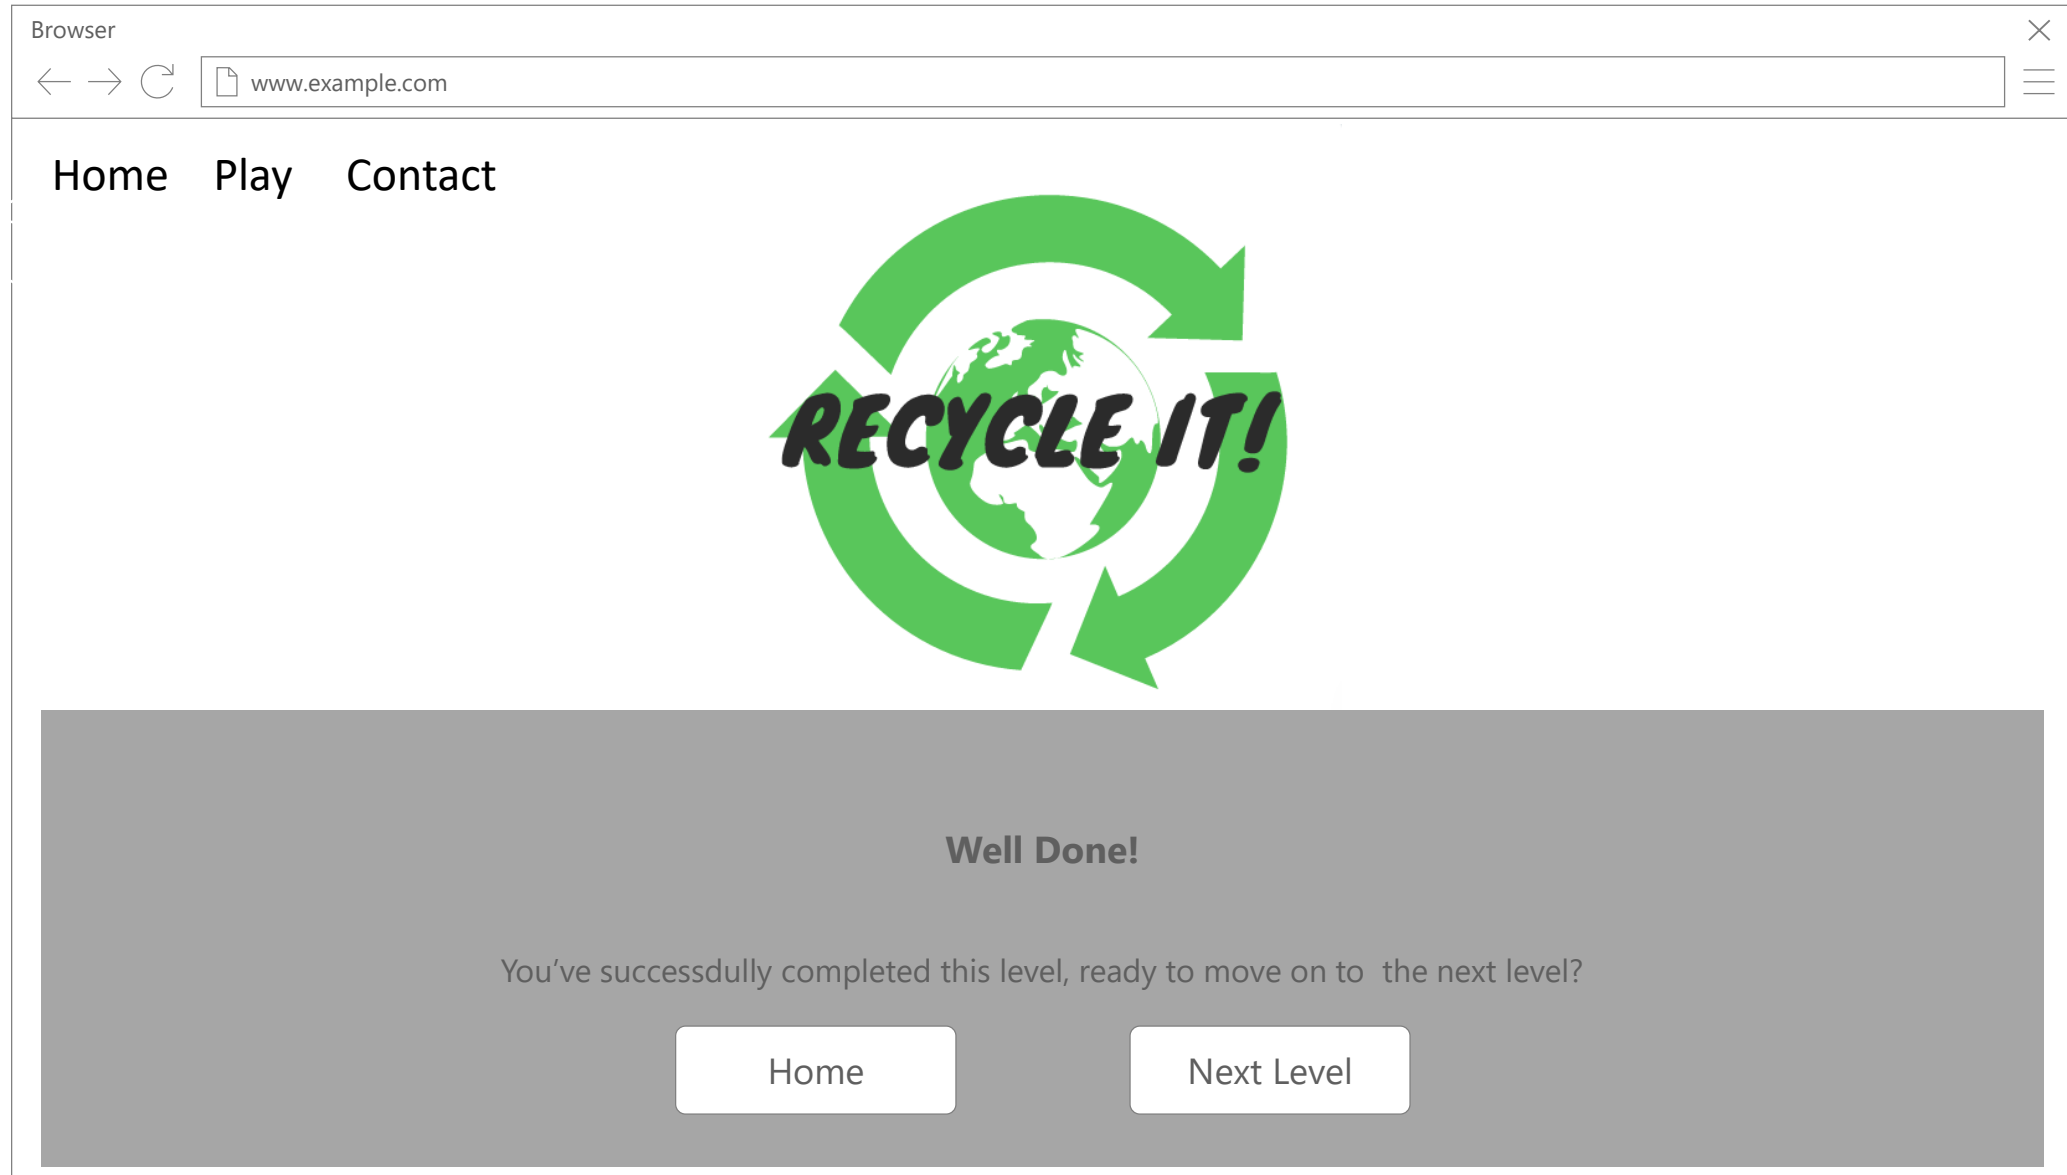 Browser
www.example.com
Home Play Contact
RECYCLE IT!
Well Done!
You’ve successdully completed this level, ready to move on to  the next level?
Home Next Level